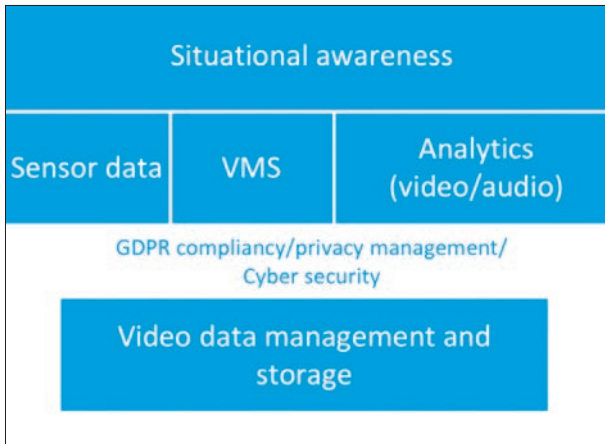 Situational awareness
Sensor data
VMS
Analytics
(video/audio)
GDPR compliancy/privacy management/
Cyber security
Video data management and
storage